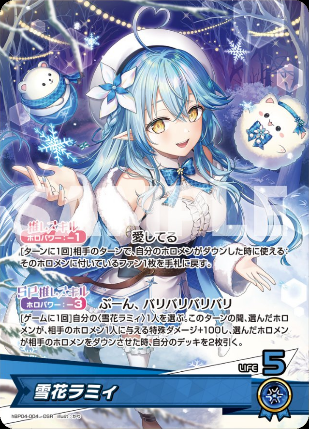 推しスキル
ホロパワー：-1
愛してる
[ターンに1回]相手のターンで、自分のホロメンがダウンした時に使える：
そのホロメンに付いているファン1枚を手札に戻す。
SP推しスキル
ホロパワー：-3
ぶーん、バリバリバリバリ
[ゲームに1回]自分の〈雪花ラミィ〉1人を選ぶ。このターンの間、選んだホロ
メンが、相手のホロメン1人に与える特殊ダメージ+100し、選んだホロメン
が相手のホロメンをダウンさせた時、自分のデッキを2枚引く。
LIFE 5
雪花ラミィ
hBP04-004 OSR